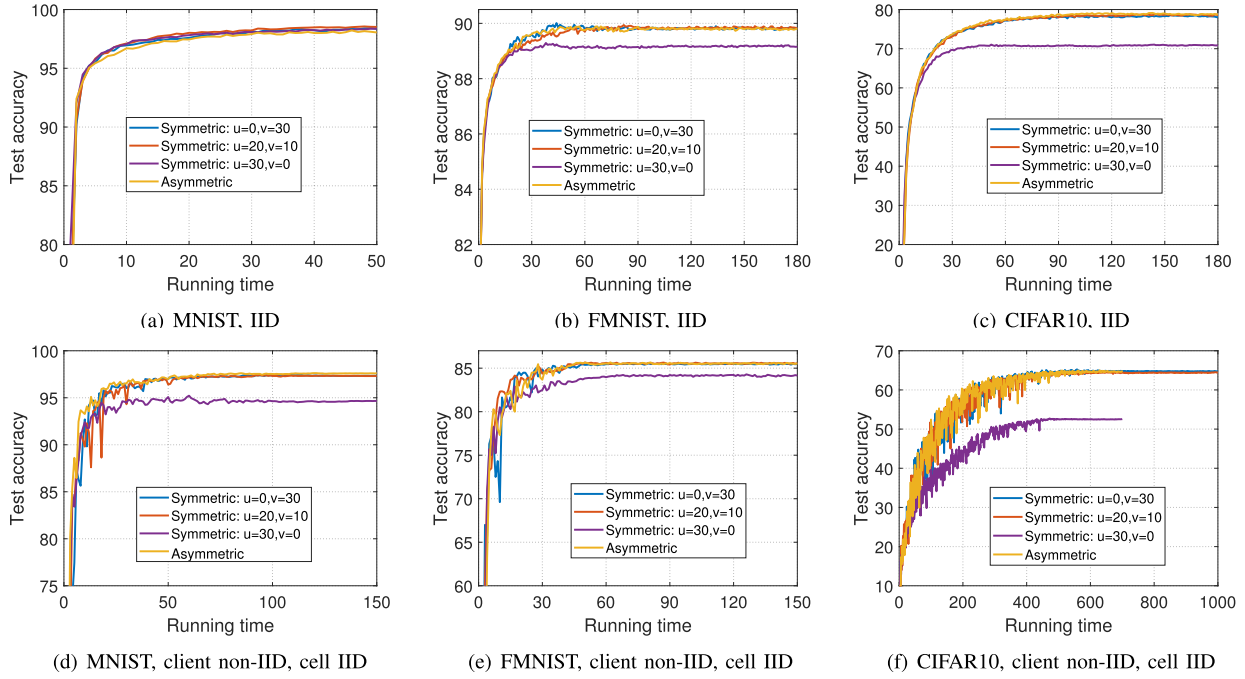 100
95
90
85
80
Test accuracy
0 10 20 30 40 50
Running time
Symmetric: u=0,v=30
Symmetric: u=20,v=10
Symmetric: u=30,v=0
Asymmetric
(a) MNIST, IID
90
88
86
84
82
Test accuracy
0 30 60 90 120 150 180
Running time
Symmetric: u=0,v=30
Symmetric: u=20,v=10
Symmetric: u=30,v=0
Asymmetric
(b) FMNIST, IID
80
70
60
50
40
30
20
Test accuracy
0 30 60 90 120 150 180
Running time
Symmetric: u=0,v=30
Symmetric: u=20,v=10
Symmetric: u=30,v=0
Asymmetric
(c) CIFAR10, IID
100
95
90
85
80
75
Test accuracy
0 50 100 150
Running time
Symmetric: u=0,v=30
Symmetric: u=20,v=10
Symmetric: u=30,v=0
Asymmetric
(d) MNIST, client non-IID, cell IID
85
80
75
70
65
60
Test accuracy
0 30 60 90 120 150
Running time
Symmetric: u=0,v=30
Symmetric: u=20,v=10
Symmetric: u=30,v=0
Asymmetric
(e) FMNIST, client non-IID, cell IID
70
60
50
40
30
20
10
Test accuracy
0 200 400 600 800 1000
Running time
Symmetric: u=0,v=30
Symmetric: u=20,v=10
Symmetric: u=30,v=0
Asymmetric
(f) CIFAR10, client non-IID, cell IID